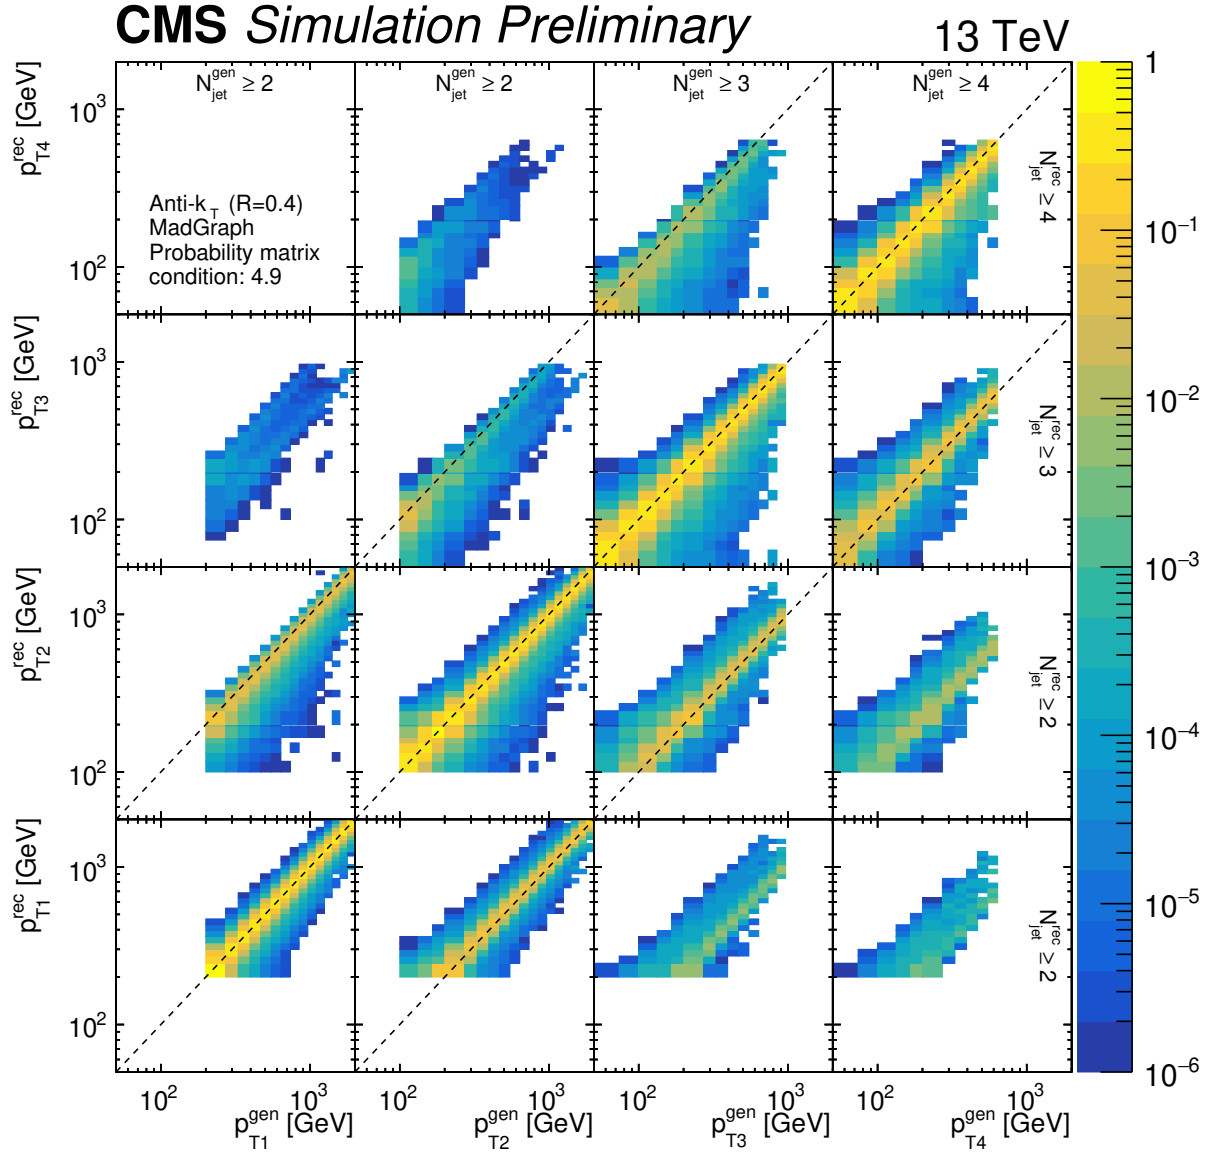 CMS Simulation Preliminary
13 TeV
N_jet^gen ≥ 2
N_jet^gen ≥ 2
N_jet^gen ≥ 3
N_jet^gen ≥ 4
1
p_T4^rec [GeV]
10^3
10^2
Anti-k_T (R=0.4)
MadGraph
Probability matrix
condition: 4.9
N_jet^rec ≥ 4
10^−1
p_T3^rec [GeV]
10^3
10^2
N_jet^rec ≥ 3
10^−2
10^−3
p_T2^rec [GeV]
10^3
10^2
N_jet^rec ≥ 2
10^−4
p_T1^rec [GeV]
10^3
10^2
N_jet^rec ≥ 2
10^−5
10^−6
10^2 10^3 10^2 10^3 10^2 10^3 10^2 10^3
p_T1^gen [GeV] p_T2^gen [GeV] p_T3^gen [GeV] p_T4^gen [GeV]